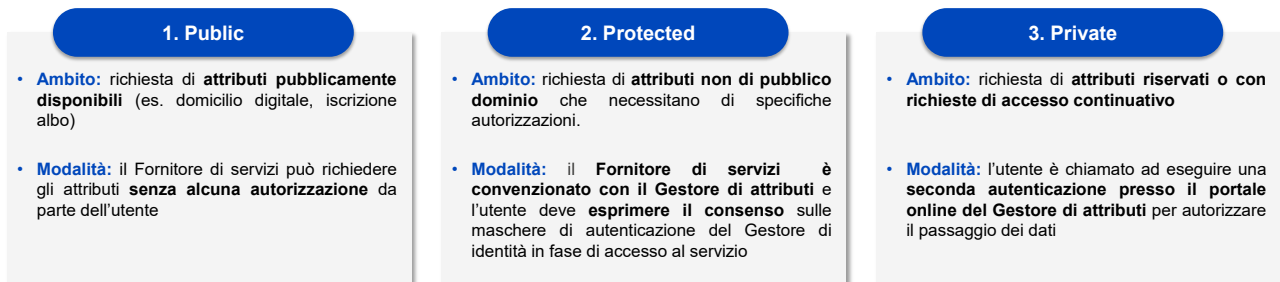 1. Public
• Ambito: richiesta di attributi pubblicamente
disponibili (es. domicilio digitale, iscrizione
albo)
• Modalità: il Fornitore di servizi può richiedere
gli attributi senza alcuna autorizzazione da
parte dell’utente
2. Protected
• Ambito: richiesta di attributi non di pubblico
dominio che necessitano di specifiche
autorizzazioni.
• Modalità: il Fornitore di servizi è
convenzionato con il Gestore di attributi e
l’utente deve esprimere il consenso sulle
maschere di autenticazione del Gestore di
identità in fase di accesso al servizio
3. Private
• Ambito: richiesta di attributi riservati o con
richieste di accesso continuativo
• Modalità: l’utente è chiamato ad eseguire una
seconda autenticazione presso il portale
online del Gestore di attributi per autorizzare
il passaggio dei dati